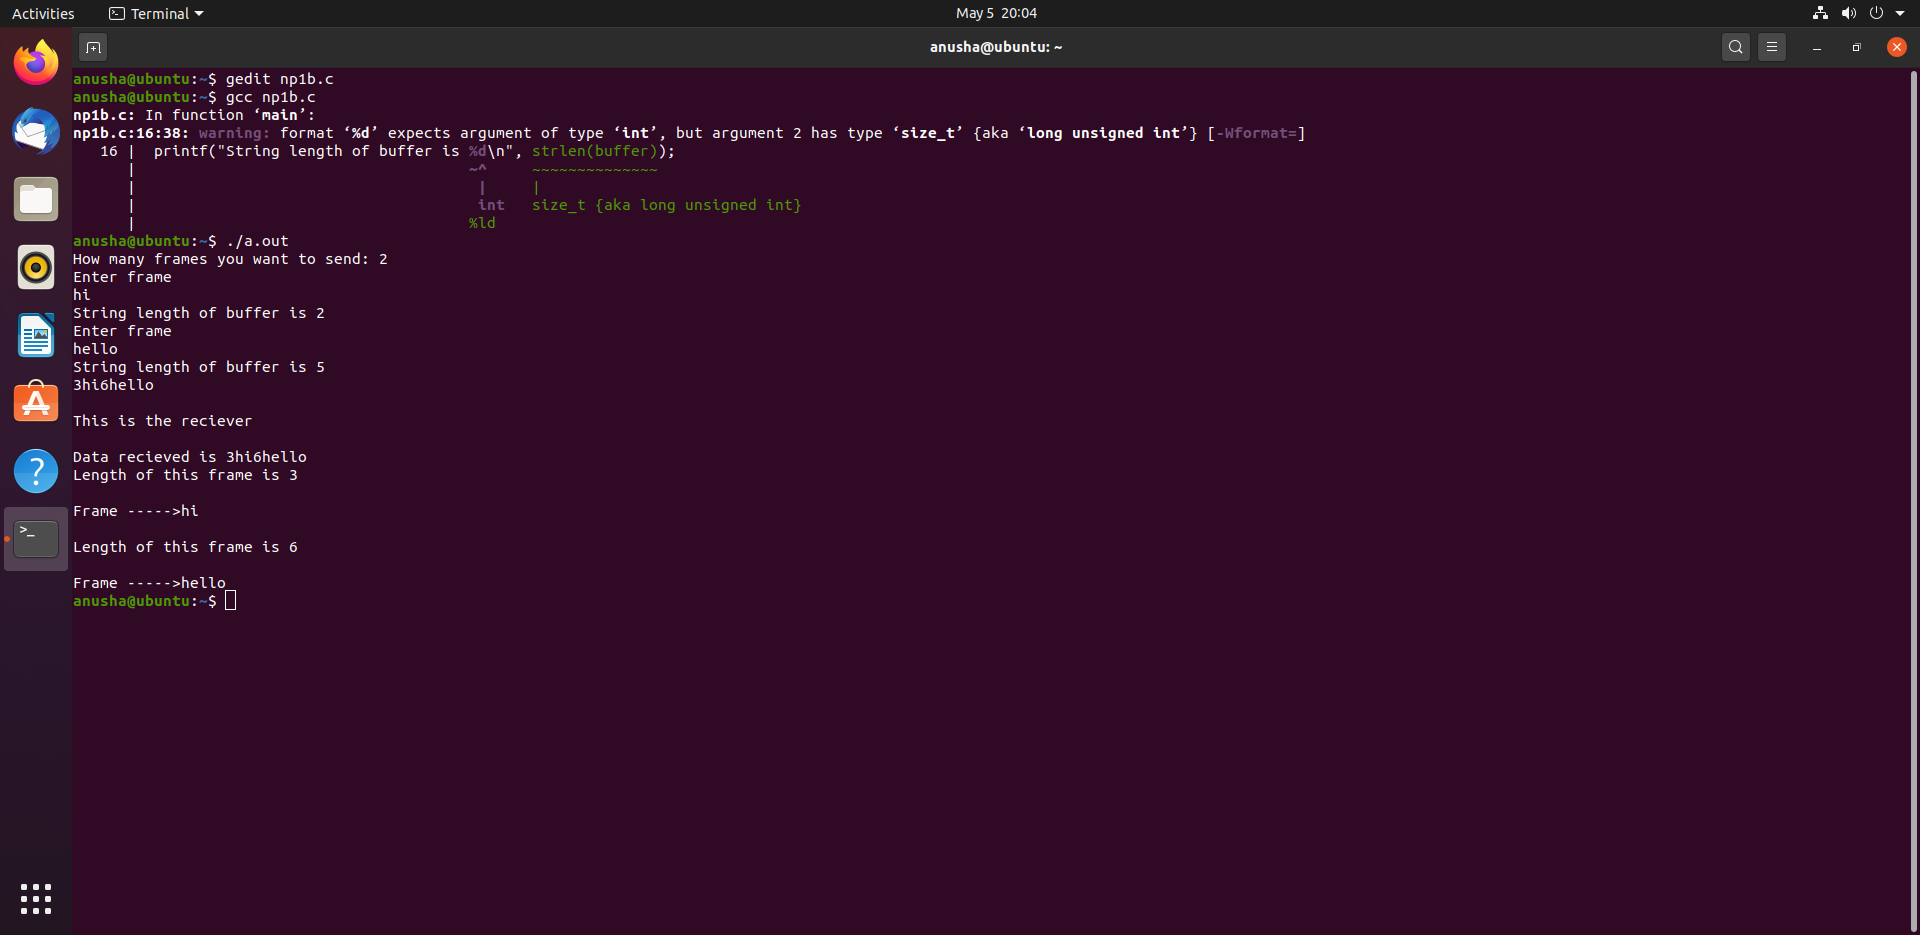 Activities
Terminal
May 5 20:04
anusha@ubuntu: ~
anusha@ubuntu:~$ gedit np1b.c
anusha@ubuntu:~$ gcc np1b.c
np1b.c: In function ‘main’:
np1b.c:16:38: warning: format ‘%d’ expects argument of type ‘int’, but argument 2 has type ‘size_t’ {aka ‘long unsigned int’} [-Wformat=]
   16 |  printf("String length of buffer is %d\n", strlen(buffer));
      |                                     ~^     ~~~~~~~~~~~~~~
      |                                      |     |
      |                                      int   size_t {aka long unsigned int}
      |                                     %ld
anusha@ubuntu:~$ ./a.out
How many frames you want to send: 2
Enter frame
hi
String length of buffer is 2
Enter frame
hello
String length of buffer is 5
3hi6hello
This is the reciever
Data recieved is 3hi6hello
Length of this frame is 3
Frame ----->hi
Length of this frame is 6
Frame ----->hello
anusha@ubuntu:~$